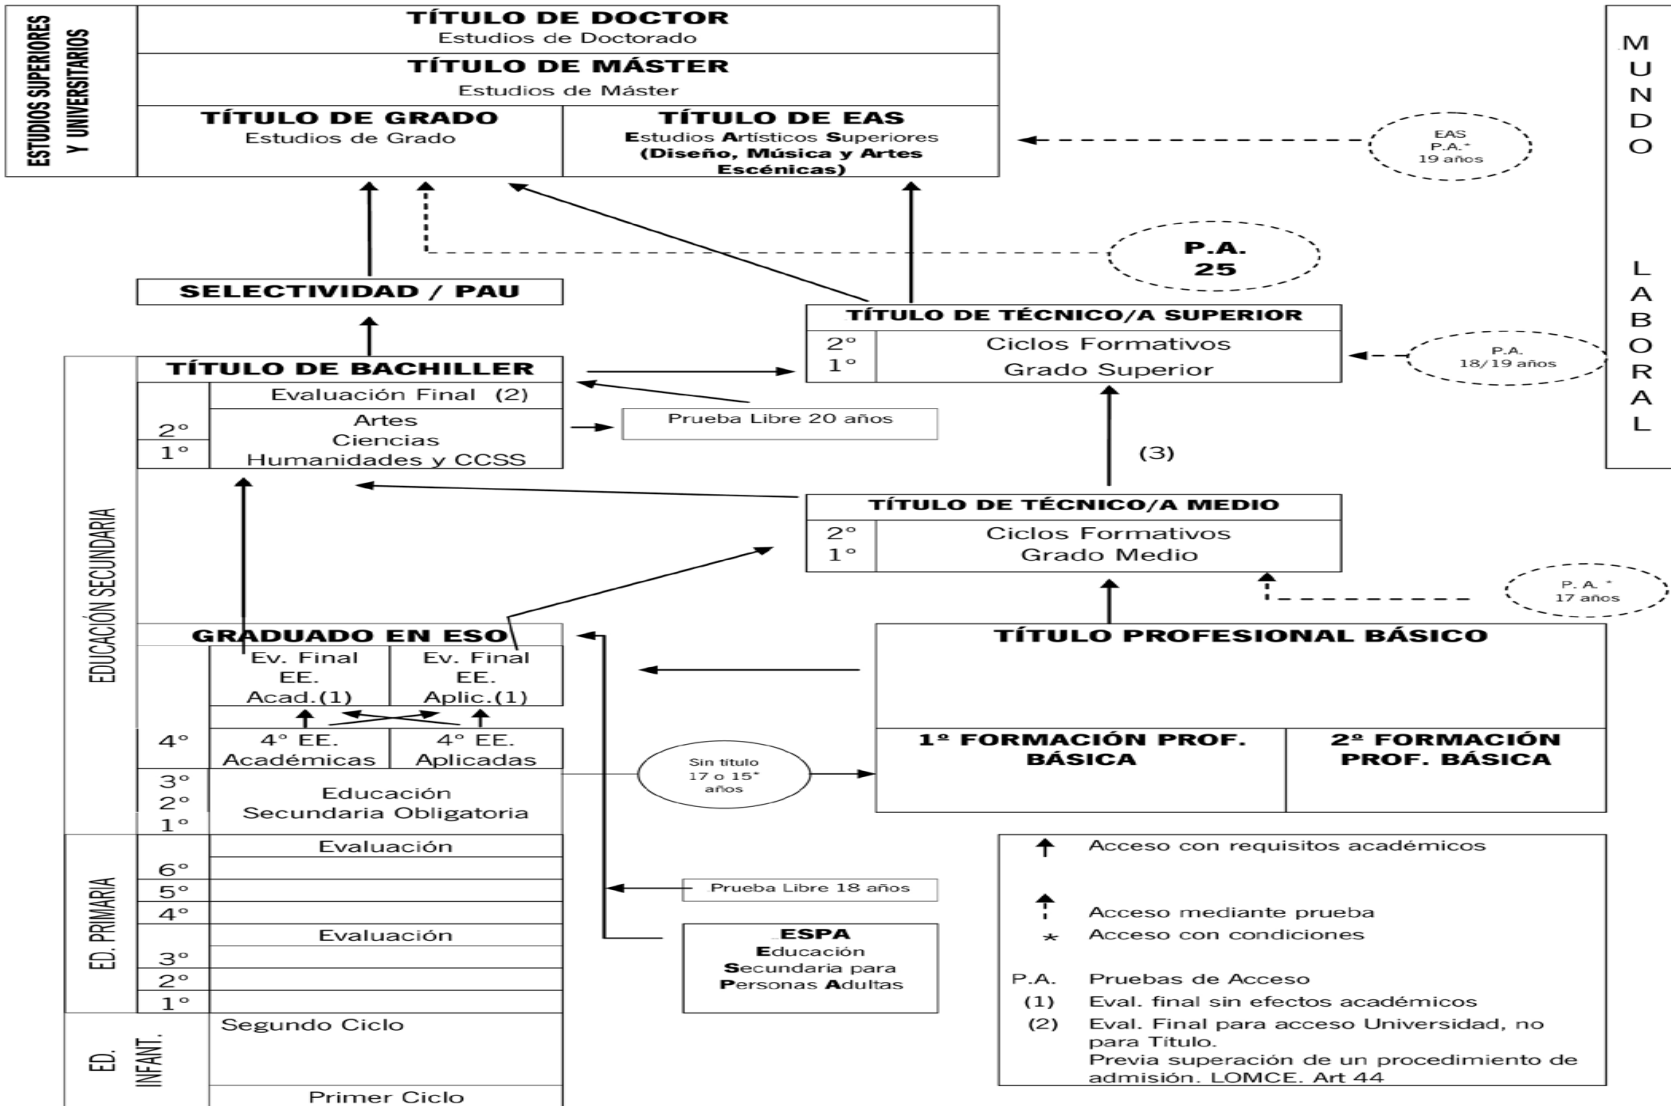 ESTUDIOS SUPERIORES
Y UNIVERSITARIOS
TÍTULO DE DOCTOR
Estudios de Doctorado
TÍTULO DE MÁSTER
Estudios de Máster
TÍTULO DE GRADO
Estudios de Grado
TÍTULO DE EAS
Estudios Artísticos Superiores
(Diseño, Música y Artes
Escénicas)
EAS
P.A.*
19 años
MUNDO LABORAL
P.A.
25
SELECTIVIDAD / PAU
TÍTULO DE TÉCNICO/A SUPERIOR
2º
1º
Ciclos Formativos
Grado Superior
P.A.
18/19 años
EDUCACIÓN SECUNDARIA
TÍTULO DE BACHILLER
Evaluación Final (2)
2º
1º
Artes
Ciencias
Humanidades y CCSS
Prueba Libre 20 años
(3)
TÍTULO DE TÉCNICO/A MEDIO
2º
1º
Ciclos Formativos
Grado Medio
P. A. *
17 años
GRADUADO EN ESO
Ev. Final
EE.
Acad.(1)
Ev. Final
EE.
Aplic.(1)
4º
4º EE.
Académicas
4º EE.
Aplicadas
3º
2º
1º
Educación
Secundaria Obligatoria
Sin título
17 o 15*
años
TÍTULO PROFESIONAL BÁSICO
1º FORMACIÓN PROF.
BÁSICA
2º FORMACIÓN
PROF. BÁSICA
ED. PRIMARIA
Evaluación
6º
5º
4º
Evaluación
3º
2º
1º
Prueba Libre 18 años
ESPA
Educación
Secundaria para
Personas Adultas
ED.
INFANT.
Segundo Ciclo
Primer Ciclo
Acceso con requisitos académicos
Acceso mediante prueba
* Acceso con condiciones
P.A. Pruebas de Acceso
(1) Eval. final sin efectos académicos
(2) Eval. Final para acceso Universidad, no
para Título.
Previa superación de un procedimiento de
admisión. LOMCE. Art 44